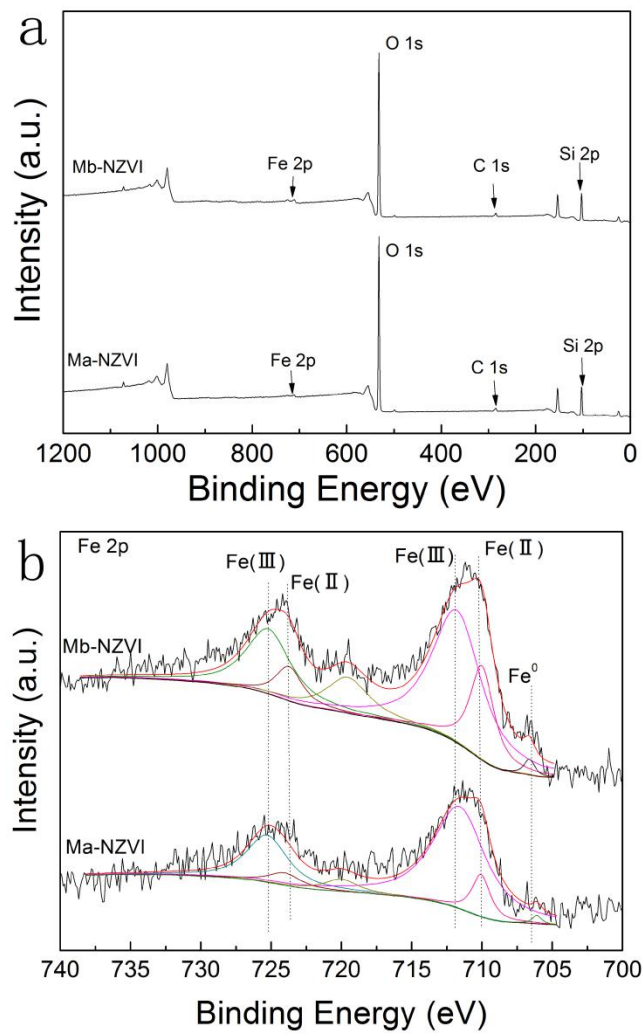 a
O 1s
Mb-NZVI
Fe 2p
C 1s
Si 2p
O 1s
Ma-NZVI
Fe 2p
C 1s
Si 2p
Intensity (a.u.)
1200 1000 800 600 400 200 0
Binding Energy (eV)
b
Fe 2p
Fe(Ⅲ)
Fe(Ⅱ)
Fe(Ⅲ)
Fe(Ⅱ)
Mb-NZVI
Fe⁰
Ma-NZVI
Intensity (a.u.)
740 735 730 725 720 715 710 705 700
Binding Energy (eV)